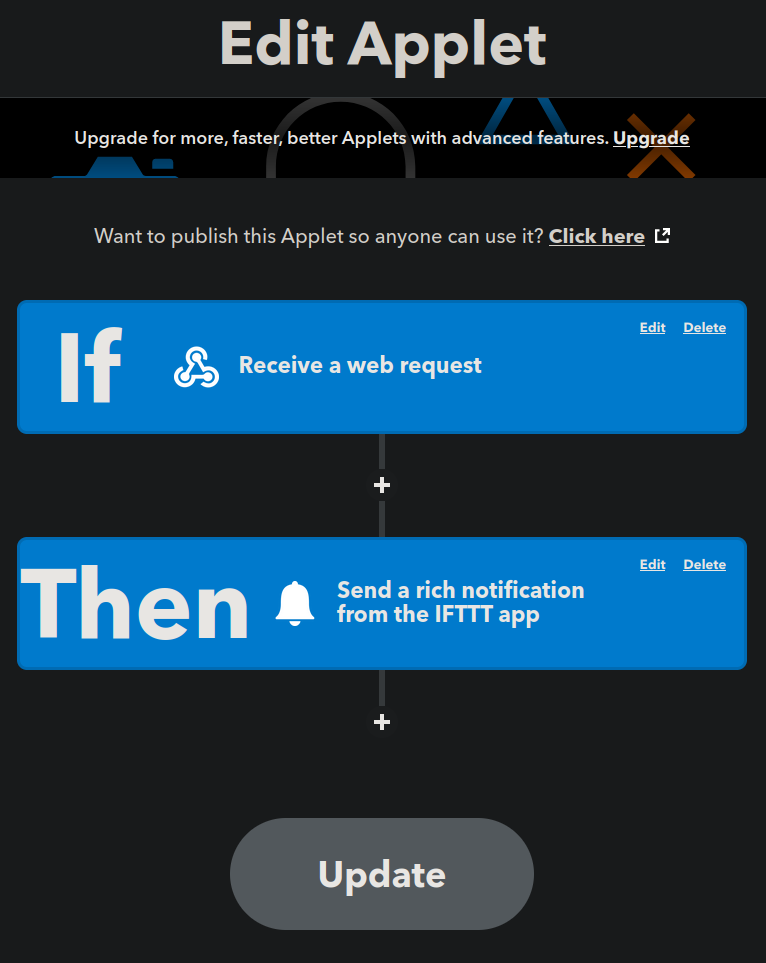 Edit Applet
Upgrade for more, faster, better Applets with advanced features. Upgrade
Want to publish this Applet so anyone can use it? Click here
Edit Delete
If Receive a web request
+
Edit Delete
Then Send a rich notification
from the IFTTT app
+
Update